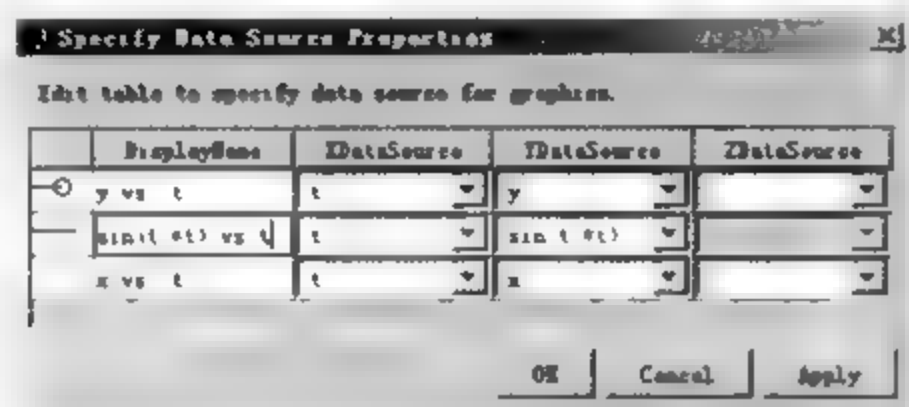 Specify Data Source Properties
Edit table to specify data source for graphics.
DisplayName XDataSource YDataSource ZDataSource
y vs t t y
vs t t
x vs t t x
OK Cancel Apply